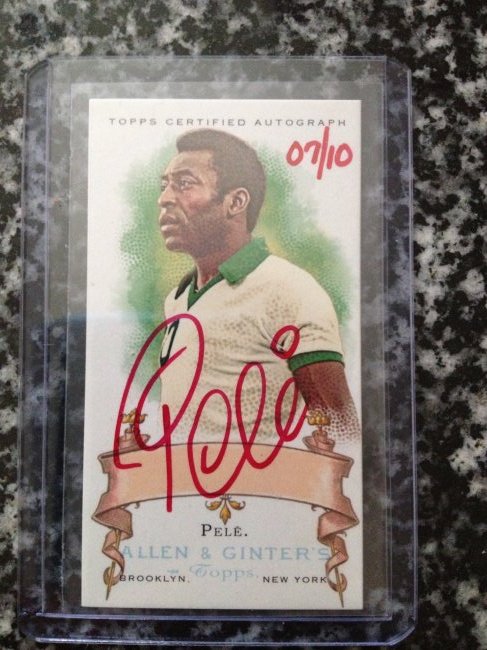 TOPPS CERTIFIED AUTOGRAPH
07/10
Pelé
PELÉ.
ALLEN & GINTER'S
Topps.
BROOKLYN, NEW YORK